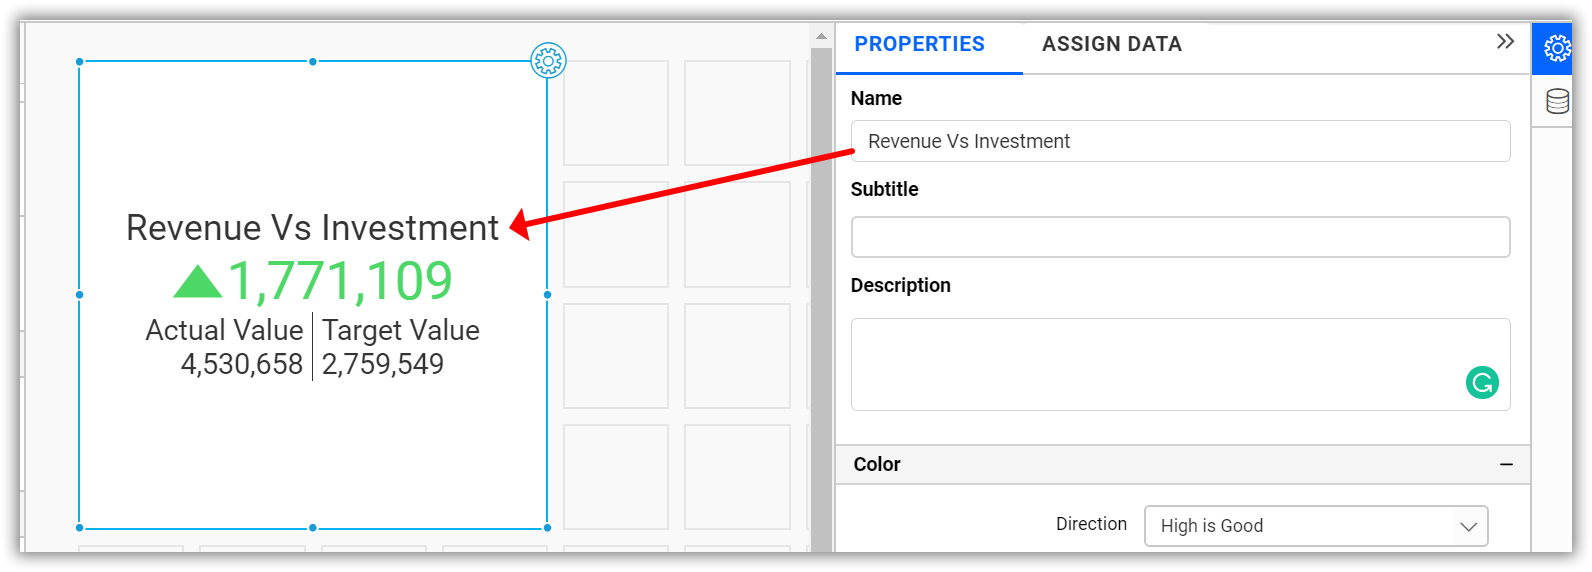 Revenue Vs Investment
1,771,109
Actual Value Target Value
4,530,658 2,759,549
PROPERTIES ASSIGN DATA
Name
Revenue Vs Investment
Subtitle
Description
Color
Direction High is Good